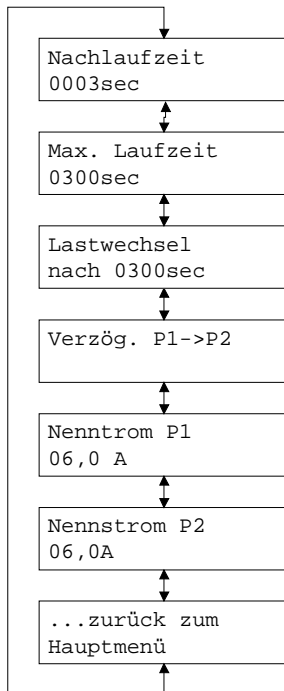 Nachlaufzeit
0003sec
Max. Laufzeit
0300sec
Lastwechsel
nach 0300sec
Verzög. P1->P2
Nenntrom P1
06,0 A
Nennstrom P2
06,0A
...zurück zum
Hauptmenü